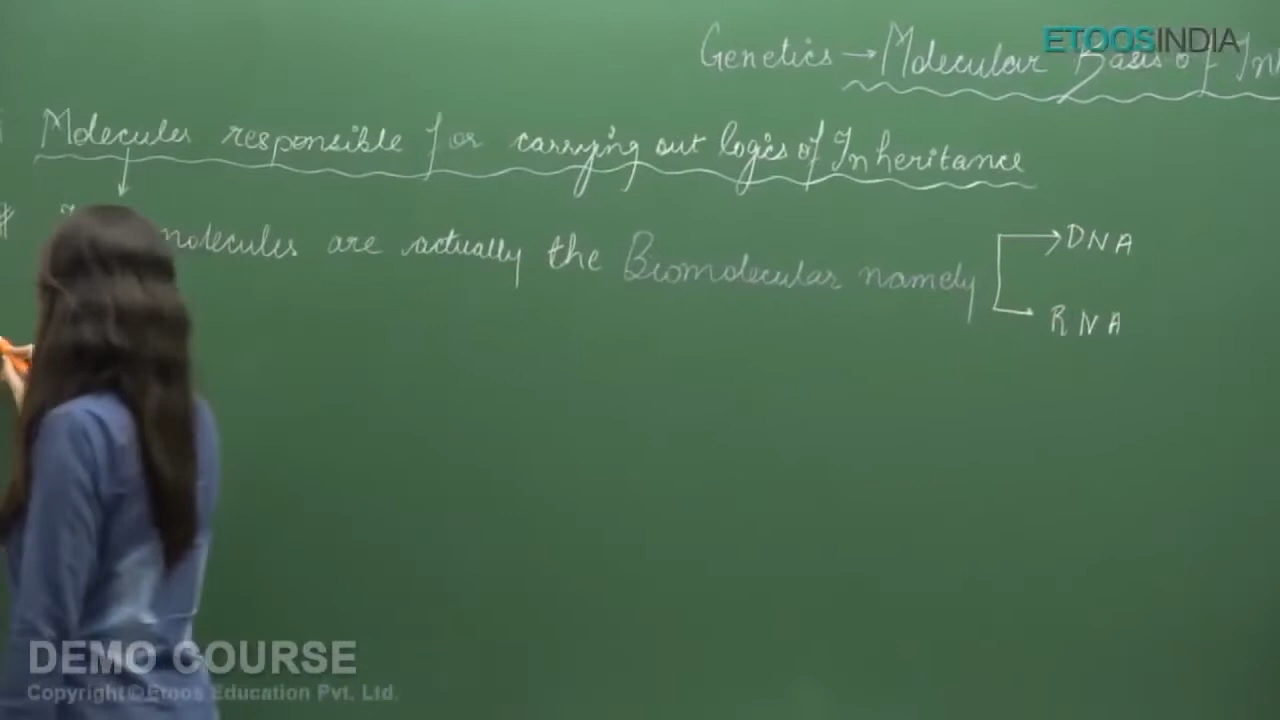 ETOOSINDIA
Genetics → Molecular Basis of In
Molecules responsible for carrying out logics of Inheritance
# molecules are actually the Biomolecular namely
DNA
RNA
DEMO COURSE
Copyright © Etoos Education Pvt. Ltd.